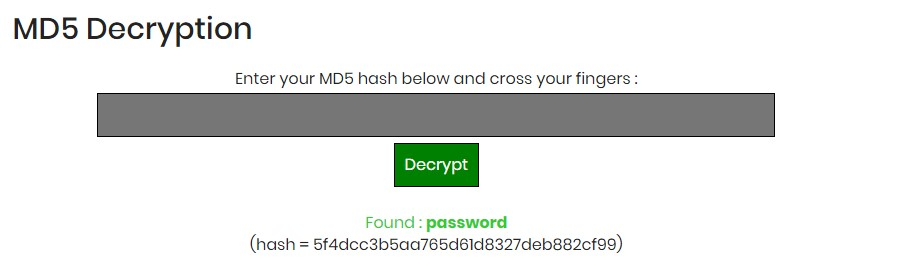 MD5 Decryption
Enter your MD5 hash below and cross your fingers :
Decrypt
Found : password
(hash = 5f4dcc3b5aa765d61d8327deb882cf99)